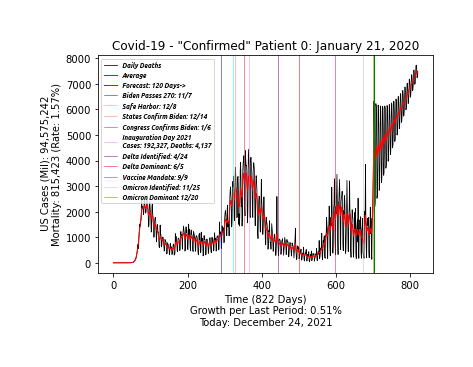 Covid-19 - "Confirmed" Patient 0: January 21, 2020
US Cases (Mil): 94,575,242
Mortality: 815,423 (Rate: 1.57%)
8000
7000
6000
5000
4000
3000
2000
1000
0
Daily Deaths
Average
Forecast: 120 Days->
Biden Passes 270: 11/7
Safe Harbor: 12/8
States Confirm Biden: 12/14
Congress Confirms Biden: 1/6
Inauguration Day 2021
Cases: 192,327, Deaths: 4,137
Delta Identified: 4/24
Delta Dominant: 6/5
Vaccine Mandate: 9/9
Omicron Identified: 11/25
Omicron Dominant 12/20
0 200 400 600 800
Time (822 Days)
Growth per Last Period: 0.51%
Today: December 24, 2021